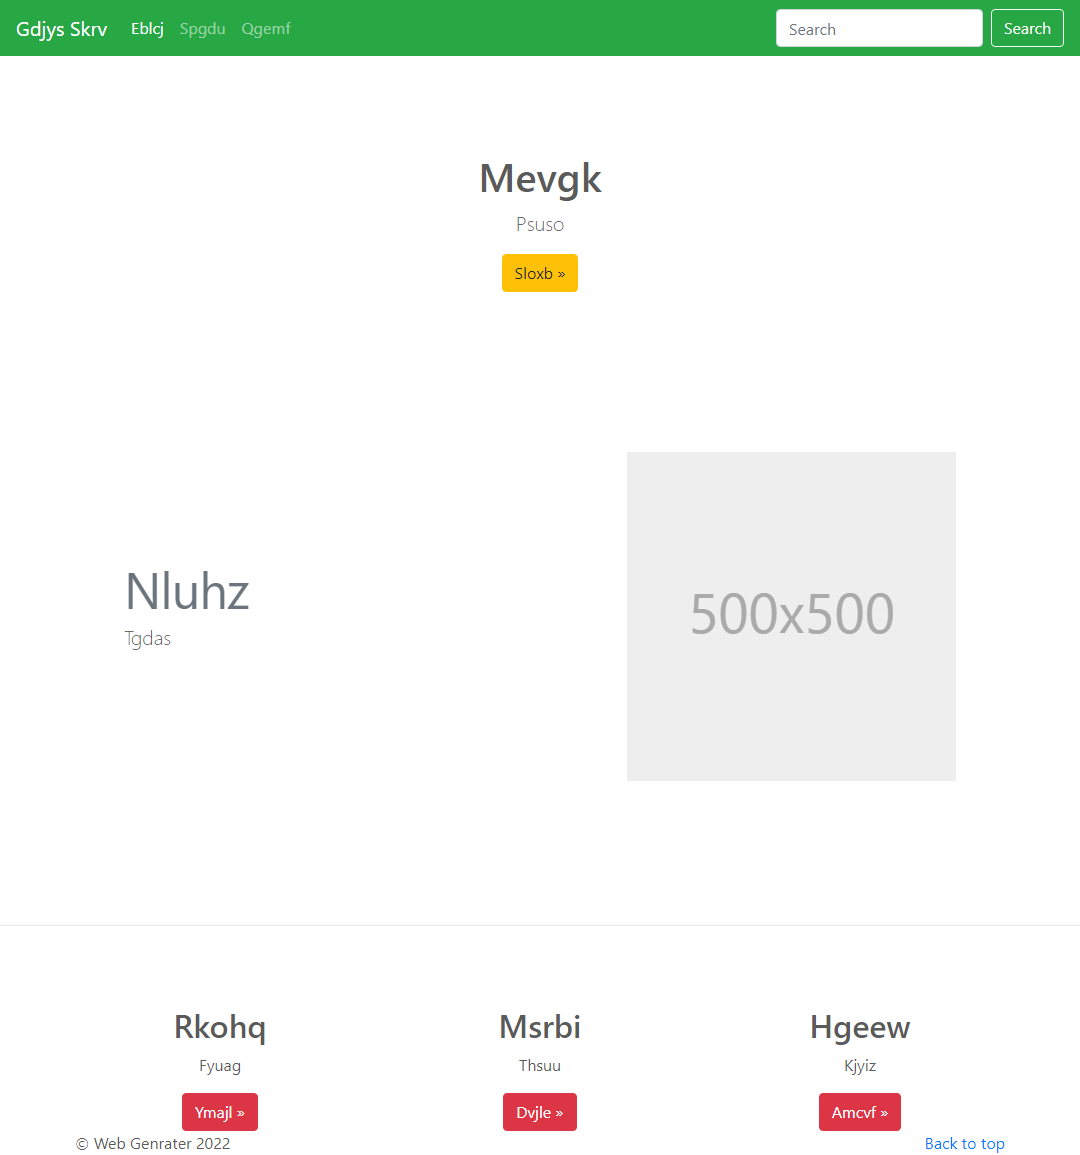 Gdjys Skrv Eblcj Spgdu Qgemf Search Search
Mevgk
Psuso
Sloxb »
Nluhz
Tgdas
500x500
Rkohq Msrbi Hgeew
Fyuag Thsuu Kjyiz
Ymajl » Dvjle » Amcvf »
© Web Genrater 2022 Back to top